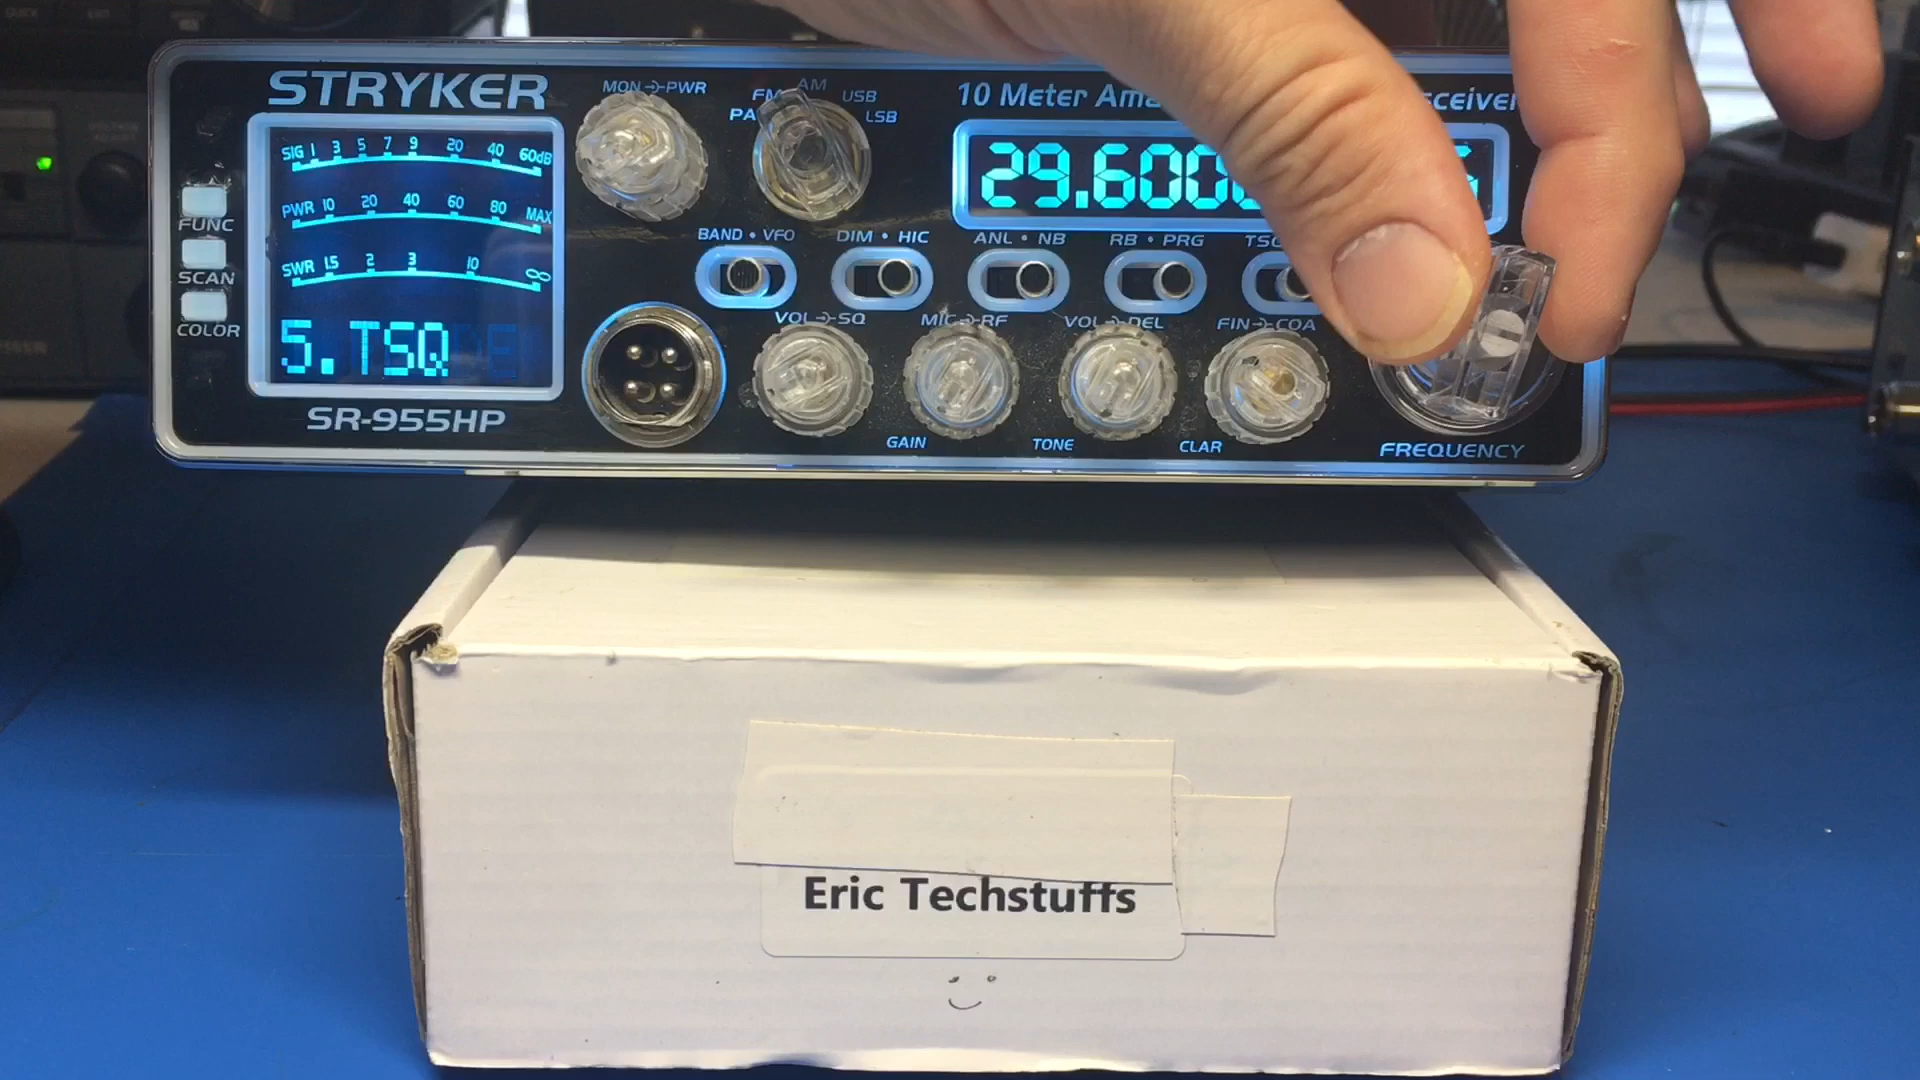 STRYKER
MON PWR
FM AM USB
PA LSB
10 Meter
SIG 1 3 5 7 9 20 40 60dB
PWR 10 20 40 60 80 MAX
SWR 1.5 2 3 10 ∞
5.TSQ
29.600
FUNC
SCAN
COLOR
BAND • VFO DIM • HIC ANL • NB RB • PRG
VOL SQ MIC RF VOL DEL FIN COA
GAIN TONE CLAR FREQUENCY
SR-955HP
Eric Techstuffs